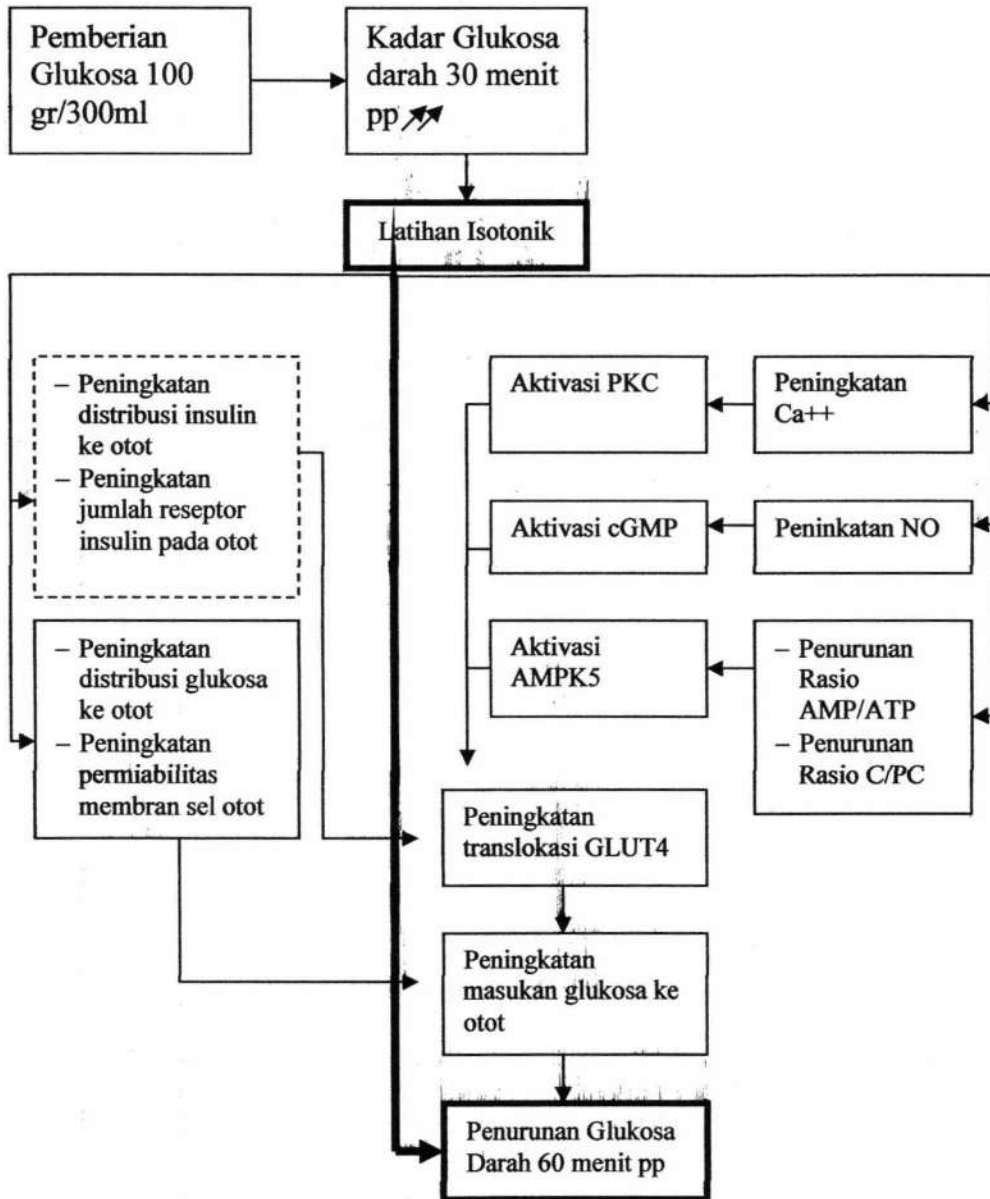 Pemberian
Glukosa 100
gr/300ml
Kadar Glukosa
darah 30 menit
pp
Latihan Isotonik
– Peningkatan
distribusi insulin
ke otot
– Peningkatan
jumlah reseptor
insulin pada otot
– Peningkatan
distribusi glukosa
ke otot
– Peningkatan
permiabilitas
membran sel otot
Aktivasi PKC
Peningkatan
Ca++
Aktivasi cGMP
Peninkatan NO
Aktivasi
AMPK5
– Penurunan
Rasio
AMP/ATP
– Penurunan
Rasio C/PC
Peningkatan
translokasi GLUT4
Peningkatan
masukan glukosa ke
otot
Penurunan Glukosa
Darah 60 menit pp